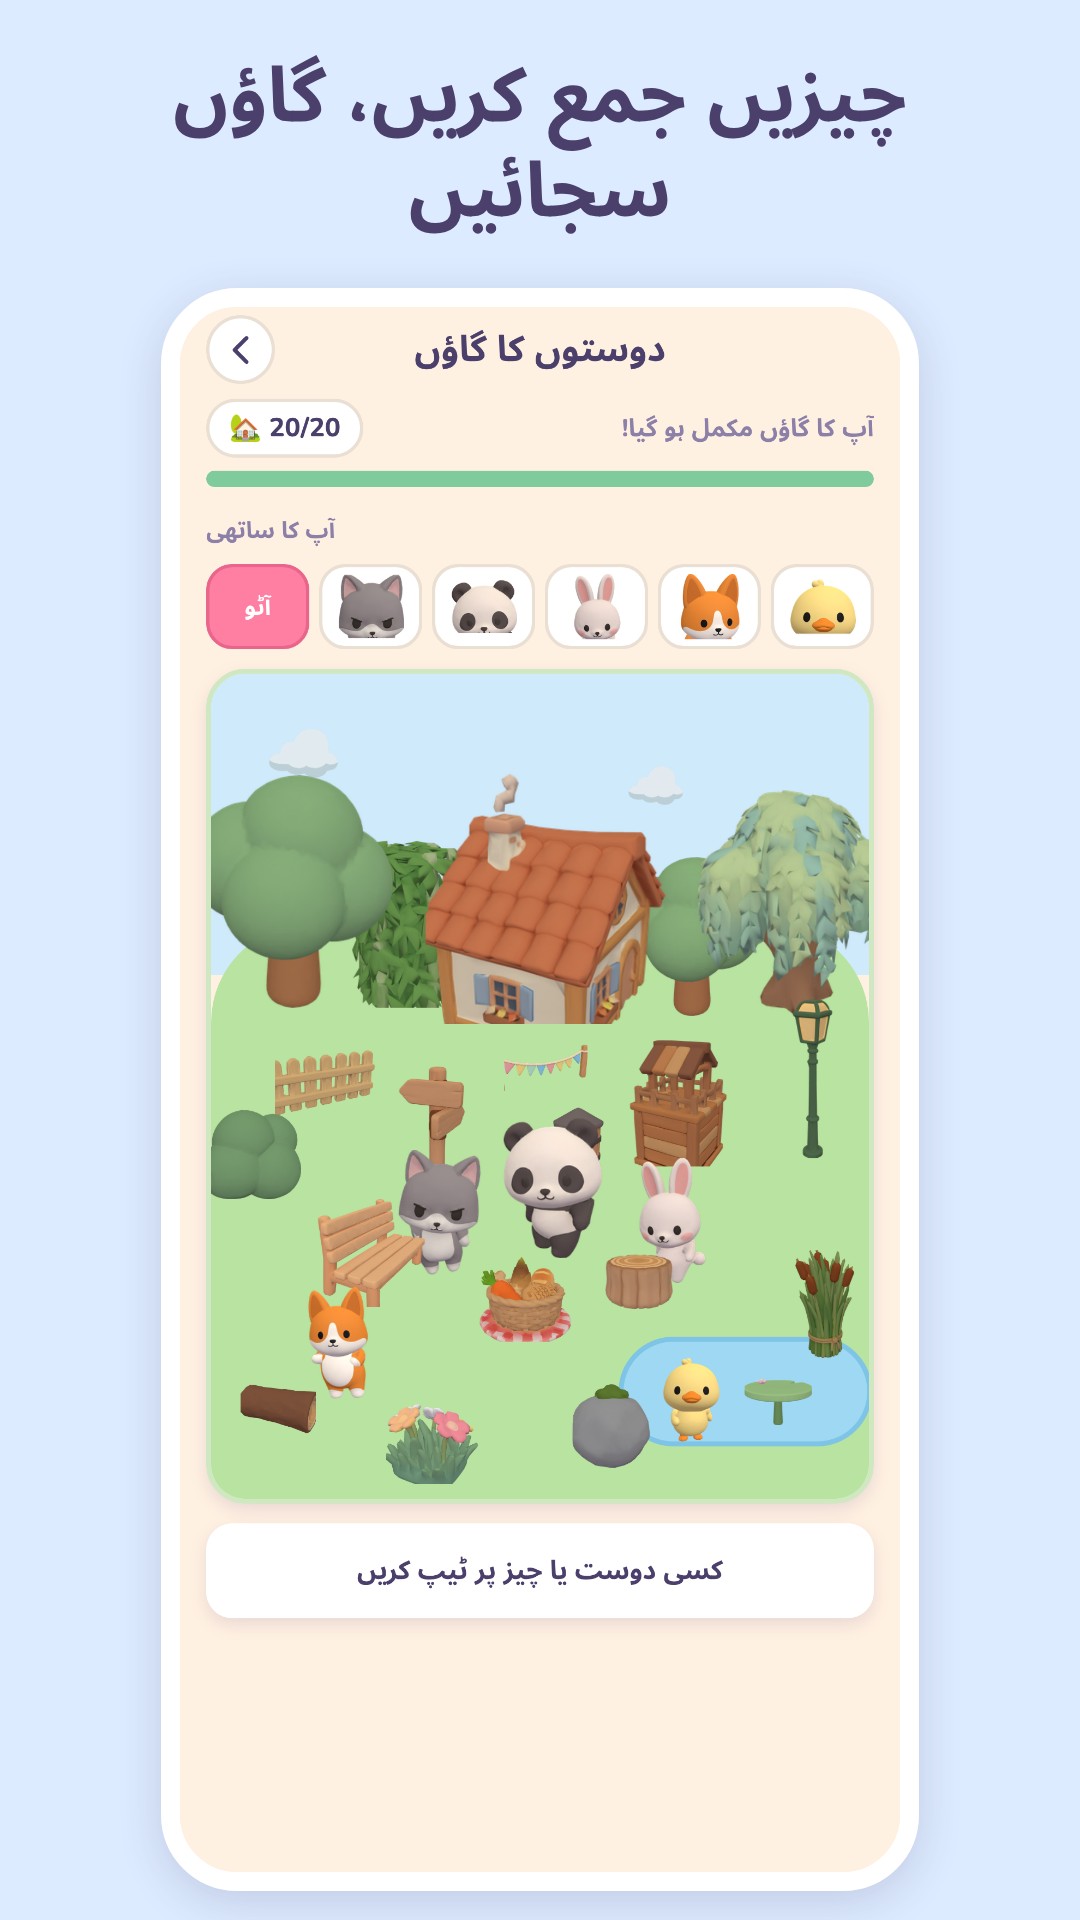 چیزیں جمع کریں، گاؤں
سجائیں
دوستوں کا گاؤں
آپ کا گاؤں مکمل ہو گیا!
20/20
آپ کا ساتھی
آٹو
کسی دوست یا چیز پر ٹیپ کریں